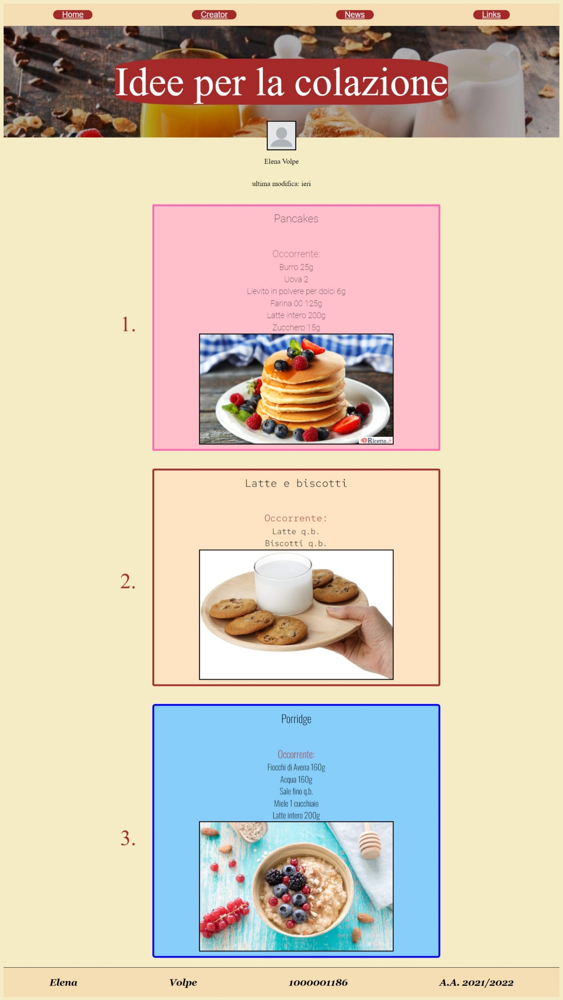 Home Creator News Links
Idee per la colazione
Elena Volpe
ultima modifica: ieri
1.
Pancakes
Occorrente:
Burro 25g
Uova 2
Lievito in polvere per dolci 6g
Farina 00 125g
Latte intero 200g
Zucchero 15g
Ricetta.it
2.
Latte e biscotti
Occorrente:
Latte q.b.
Biscotti q.b.
3.
Porridge
Occorrente:
Fiocchi di Avena 160g
Acqua 160g
Sale fino q.b.
Miele 1 cucchiaio
Latte intero 200g
Elena Volpe 1000001186 A.A. 2021/2022